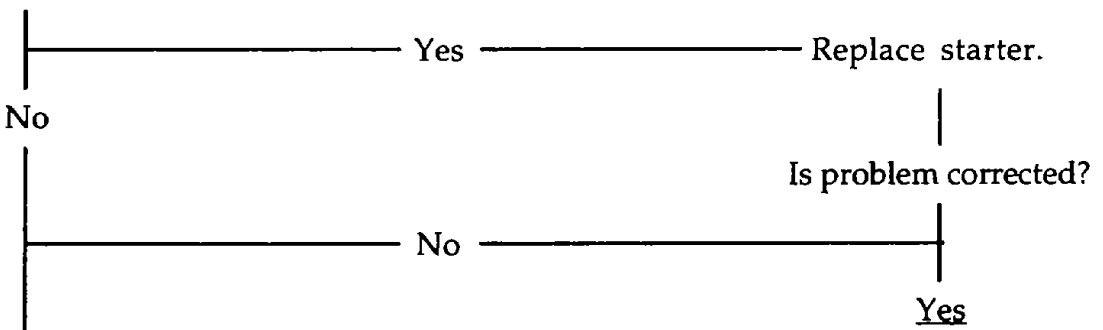 Yes Replace starter.
No
Is problem corrected?
No
Yes